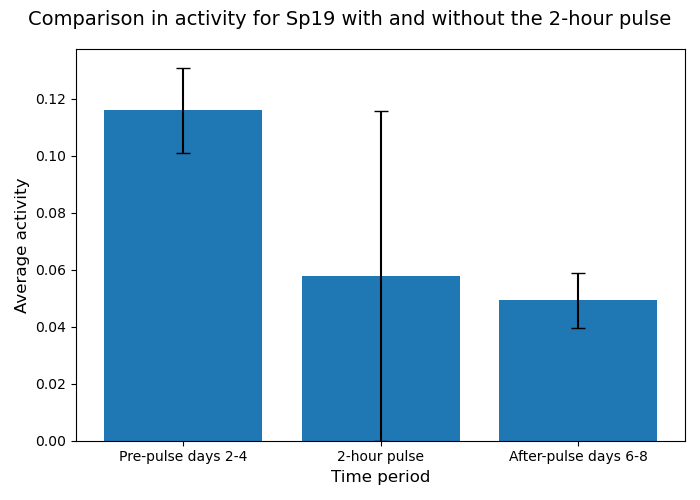 Comparison in activity for Sp19 with and without the 2-hour pulse
Average activity
0.12
0.10
0.08
0.06
0.04
0.02
0.00
Pre-pulse days 2-4
2-hour pulse
After-pulse days 6-8
Time period